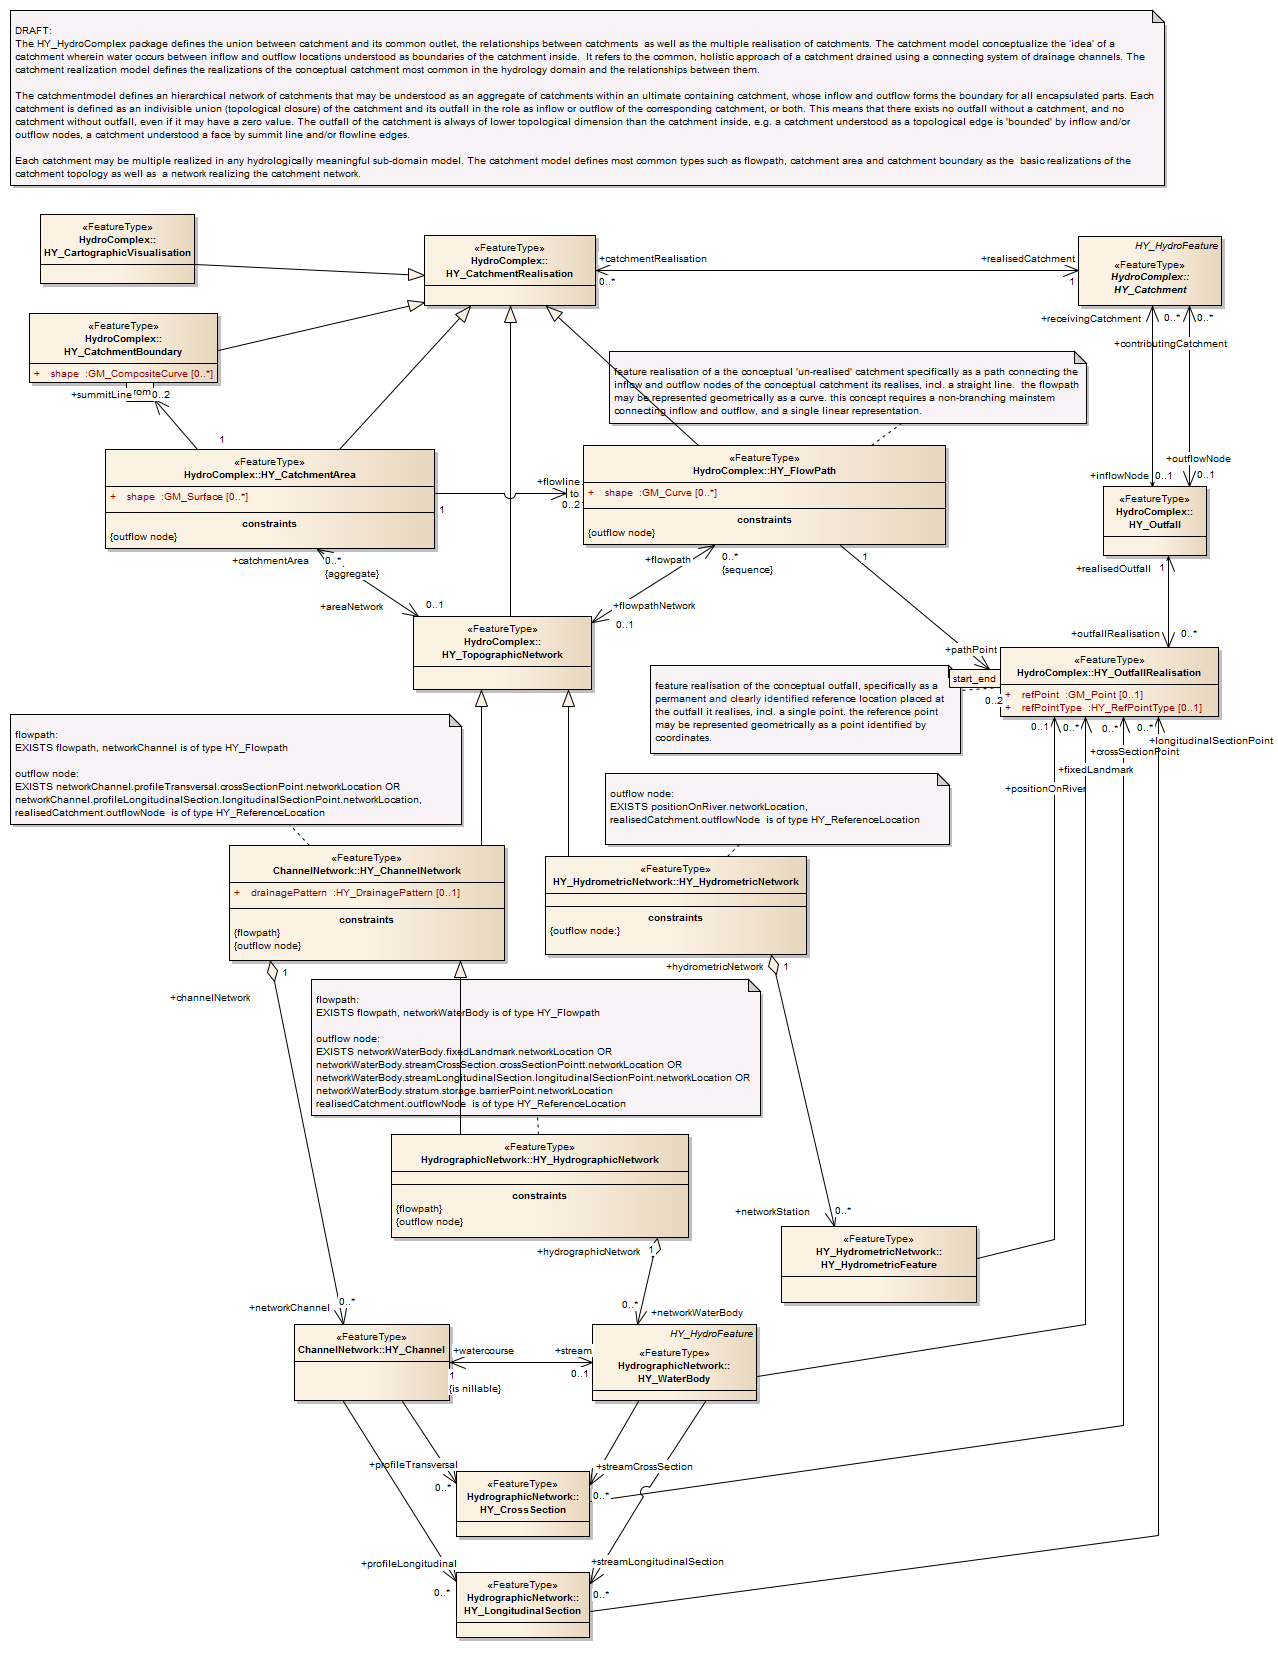 DRAFT:
The HY_HydroComplex package defines the union between catchment and its common outlet, the relationships between catchments as well as the multiple realisation of catchments. The catchment model conceptualize the 'idea' of a
catchment wherein water occurs between inflow and outflow locations understood as boundaries of the catchment inside. It refers to the common, holistic approach of a catchment drained using a connecting system of drainage channels. The
catchment realization model defines the realizations of the conceptual catchment most common in the hydrology domain and the relationships between them.
The catchmentmodel defines an hierarchical network of catchments that may be understood as an aggregate of catchments within an ultimate containing catchment, whose inflow and outflow forms the boundary for all encapsulated parts. Each
catchment is defined as an indivisible union (topological closure) of the catchment and its outfall in the role as inflow or outflow of the corresponding catchment, or both. This means that there exists no outfall without a catchment, and no
catchment without outfall, even if it may have a zero value. The outfall of the catchment is always of lower topological dimension than the catchment inside, e.g. a catchment understood as a topological edge is 'bounded' by inflow and/or
outflow nodes, a catchment understood a face by summit line and/or flowline edges.
Each catchment may be multiple realized in any hydrologically meaningful sub-domain model. The catchment model defines most common types such as flowpath, catchment area and catchment boundary as the basic realizations of the
catchment topology as well as a network realizing the catchment network.
«FeatureType»
HydroComplex::
HY_CartographicVisualisation
«FeatureType»
HydroComplex::
HY_CatchmentRealisation
+catchmentRealisation
0..*
+realisedCatchment
1
HY_HydroFeature
«FeatureType»
HydroComplex::
HY_Catchment
«FeatureType»
HydroComplex::
HY_CatchmentBoundary
+ shape :GM_CompositeCurve [0..*]
+summitLine
rom
0..2
1
+receivingCatchment
0..*
0..*
+contributingCatchment
feature realisation of a the conceptual 'un-realised' catchment specifically as a path connecting the
inflow and outflow nodes of the conceptual catchment its realises, incl. a straight line. the flowpath
may be represented geometrically as a curve. this concept requires a non-branching mainstem
connecting inflow and outflow, and a single linear representation.
«FeatureType»
HydroComplex::HY_CatchmentArea
+ shape :GM_Surface [0..*]
constraints
{outflow node}
1
+flowline
to
0..2
«FeatureType»
HydroComplex::HY_FlowPath
+ shape :GM_Curve [0..*]
constraints
{outflow node}
+outflowNode
+inflowNode
0..1
0..1
«FeatureType»
HydroComplex::
HY_Outfall
+realisedOutfall
1
+catchmentArea
0..*
{aggregate}
+areaNetwork
0..1
+flowpath
0..*
{sequence}
+flowpathNetwork
0..1
1
«FeatureType»
HydroComplex::
HY_TopographicNetwork
+outfallRealisation
0..*
+pathPoint
start_end
0..2
«FeatureType»
HydroComplex::HY_OutfallRealisation
+ refPoint :GM_Point [0..1]
+ refPointType :HY_RefPointType [0..1]
feature realisation of the conceptual outfall, specifically as a
permanent and clearly identified reference location placed at
the outfall it realises, incl. a single point. the reference point
may be represented geometrically as a point identified by
coordinates.
0..1
0..*
0..*
0..*
+longitudinalSectionPoint
+crossSectionPoint
+fixedLandmark
+positionOnRiver
flowpath:
EXISTS flowpath, networkChannel is of type HY_Flowpath
outflow node:
EXISTS networkChannel.profileTransversal.crossSectionPoint.networkLocation OR
networkChannel.profileLongitudinalSection.longitudinalSectionPoint.networkLocation,
realisedCatchment.outflowNode is of type HY_ReferenceLocation
outflow node:
EXISTS positionOnRiver.networkLocation,
realisedCatchment.outflowNode is of type HY_ReferenceLocation
«FeatureType»
ChannelNetwork::HY_ChannelNetwork
+ drainagePattern :HY_DrainagePattern [0..1]
constraints
{flowpath}
{outflow node}
«FeatureType»
HY_HydrometricNetwork::HY_HydrometricNetwork
constraints
{outflow node:}
1
+channelNetwork
+hydrometricNetwork
1
flowpath:
EXISTS flowpath, networkWaterBody is of type HY_Flowpath
outflow node:
EXISTS networkWaterBody.fixedLandmark.networkLocation OR
networkWaterBody.streamCrossSection.crossSectionPointt.networkLocation OR
networkWaterBody.streamLongitudinalSection.longitudinalSectionPoint.networkLocation OR
networkWaterBody.stratum.storage.barrierPoint.networkLocation
realisedCatchment.outflowNode is of type HY_ReferenceLocation
«FeatureType»
HydrographicNetwork::HY_HydrographicNetwork
constraints
{flowpath}
{outflow node}
+hydrographicNetwork
1
+networkStation
0..*
«FeatureType»
HY_HydrometricNetwork::
HY_HydrometricFeature
+networkChannel
0..*
0..*
+networkWaterBody
«FeatureType»
ChannelNetwork::HY_Channel
+watercourse
1
{is nillable}
+stream
0..1
HY_HydroFeature
«FeatureType»
HydrographicNetwork::
HY_WaterBody
+profileTransversal
0..*
+streamCrossSection
0..*
«FeatureType»
HydrographicNetwork::
HY_CrossSection
+profileLongitudinal
0..*
+streamLongitudinalSection
0..*
«FeatureType»
HydrographicNetwork::
HY_LongitudinalSection